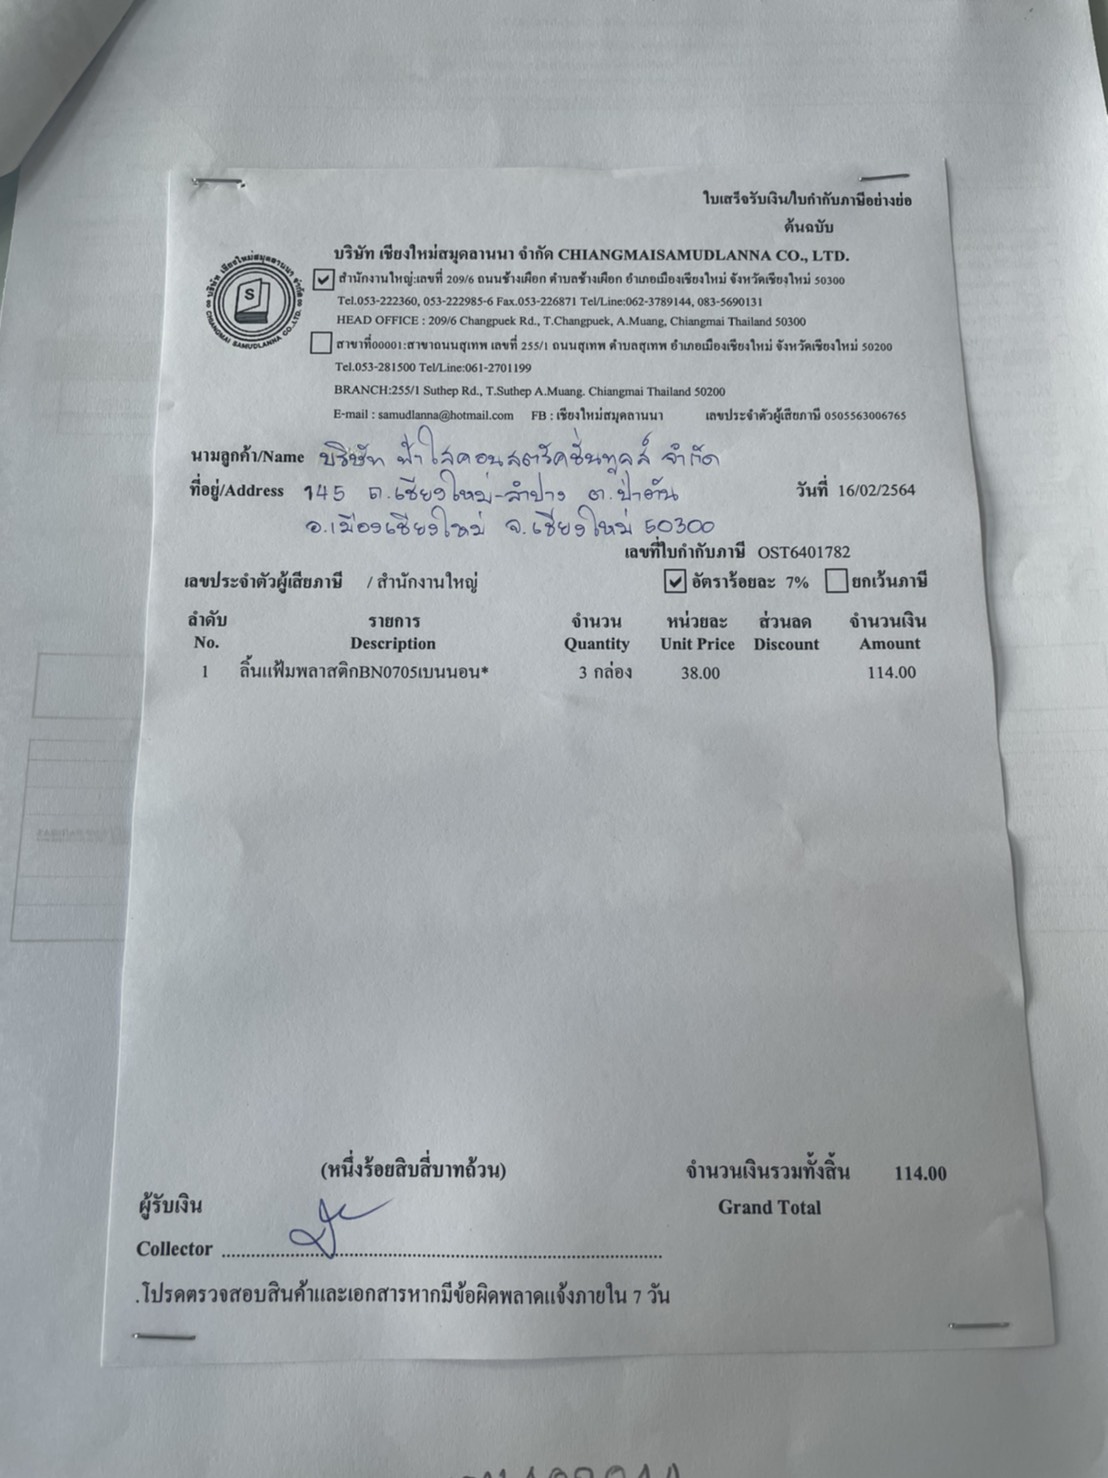 ใบเสร็จรับเงิน/ใบกำกับภาษีอย่างย่อ
ต้นฉบับ
บริษัท เชียงใหม่สมุดลานนา จำกัด CHIANGMAISAMUDLANNA CO., LTD.
สำนักงานใหญ่:เลขที่ 209/6 ถนนช้างเผือก ตำบลช้างเผือก อำเภอเมืองเชียงใหม่ จังหวัดเชียงใหม่ 50300
Tel.053-222360, 053-222985-6 Fax.053-226871 Tel/Line:062-3789144, 083-5690131
HEAD OFFICE : 209/6 Changpuek Rd., T.Changpuek, A.Muang, Chiangmai Thailand 50300
สาขาที่00001:สาขาถนนสุเทพ เลขที่ 255/1 ถนนสุเทพ ตำบลสุเทพ อำเภอเมืองเชียงใหม่ จังหวัดเชียงใหม่ 50200
Tel.053-281500 Tel/Line:061-2701199
BRANCH:255/1 Suthep Rd., T.Suthep A.Muang. Chiangmai Thailand 50200
E-mail : samudlanna@hotmail.com FB : เชียงใหม่สมุดลานนา เลขประจำตัวผู้เสียภาษี 0505563006765
บริษัท เชียงใหม่สมุดลานนา จำกัด
S
CHIANGMAI SAMUDLANNA CO.,LTD.
นามลูกค้า/Name บริษัท ฟ้าใสคอนสตรัคชั่นทูลส์ จำกัด
ที่อยู่/Address 145 ถ.เชียงใหม่-ลำปาง ต.ป่าตัน วันที่ 16/02/2564
อ.เมืองเชียงใหม่ จ.เชียงใหม่ 50300
เลขที่ใบกำกับภาษี OST6401782
เลขประจำตัวผู้เสียภาษี / สำนักงานใหญ่ อัตราร้อยละ 7% ยกเว้นภาษี
ลำดับ รายการ จำนวน หน่วยละ ส่วนลด จำนวนเงิน
No. Description Quantity Unit Price Discount Amount
1 ลิ้นแฟ้มพลาสติกBN0705เบนนอน* 3 กล่อง 38.00 114.00
(หนึ่งร้อยสิบสี่บาทถ้วน) จำนวนเงินรวมทั้งสิ้น 114.00
ผู้รับเงิน Grand Total
Collector
.โปรดตรวจสอบสินค้าและเอกสารหากมีข้อผิดพลาดแจ้งภายใน 7 วัน